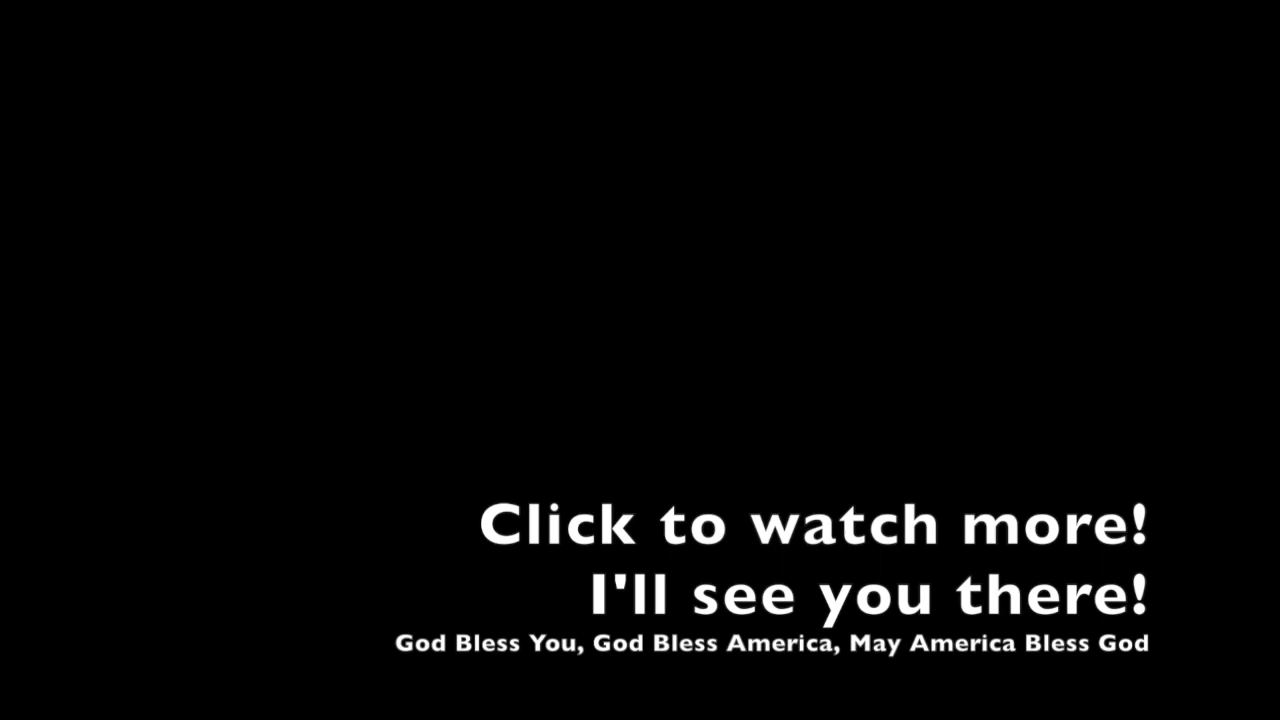 Click to watch more!
I'll see you there!
God Bless You, God Bless America, May America Bless God